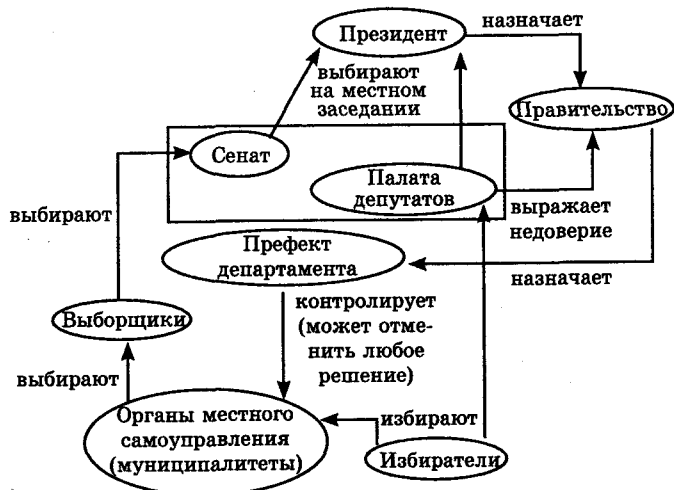 Президент
назначает
выбирают
на местном
заседании
Правительство
Сенат
Палата
депутатов
выбирают
выражает
недоверие
Префект
департамента
назначает
контролирует
(может отме-
нить любое
решение)
Выборщики
выбирают
Органы местного
самоуправления
(муниципалитеты)
избирают
Избиратели